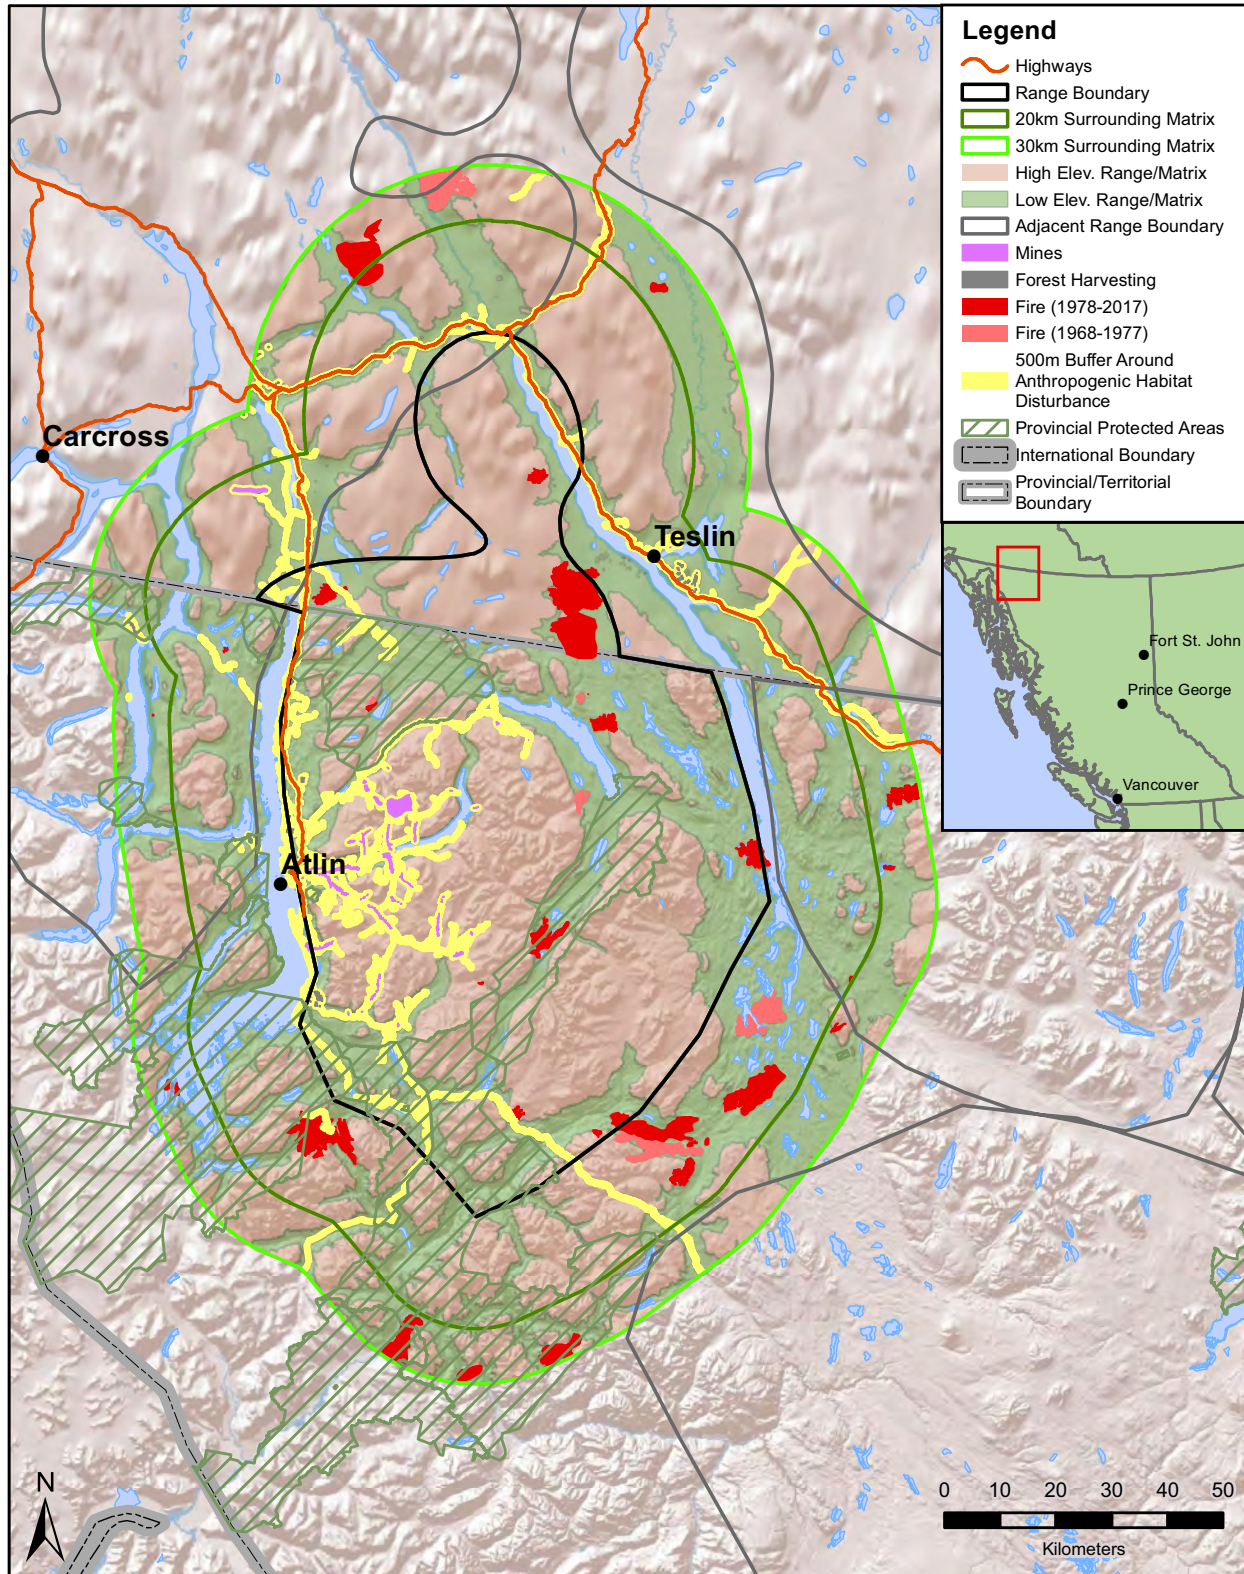 Legend
Highways
Range Boundary
20km Surrounding Matrix
30km Surrounding Matrix
High Elev. Range/Matrix
Low Elev. Range/Matrix
Adjacent Range Boundary
Mines
Forest Harvesting
Fire (1978-2017)
Fire (1968-1977)
500m Buffer Around
Anthropogenic Habitat
Disturbance
Provincial Protected Areas
International Boundary
Provincial/Territorial
Boundary
Carcross
Teslin
Atlin
Fort St. John
Prince George
Vancouver
N
0 10 20 30 40 50
Kilometers